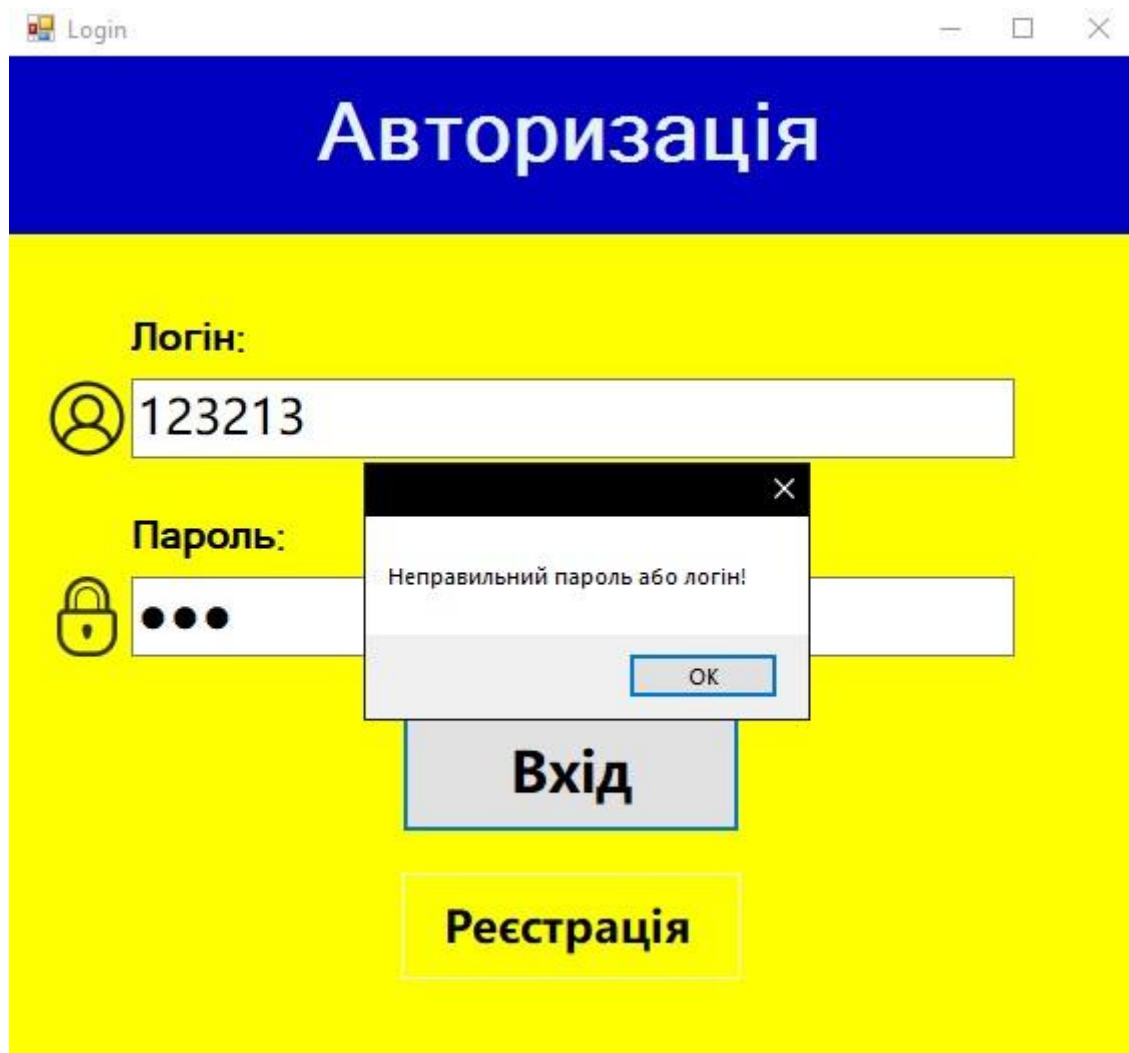 Login
Авторизація
Логін:
123213
Пароль:
●●●
Неправильний пароль або логін!
OK
Вхід
Реєстрація